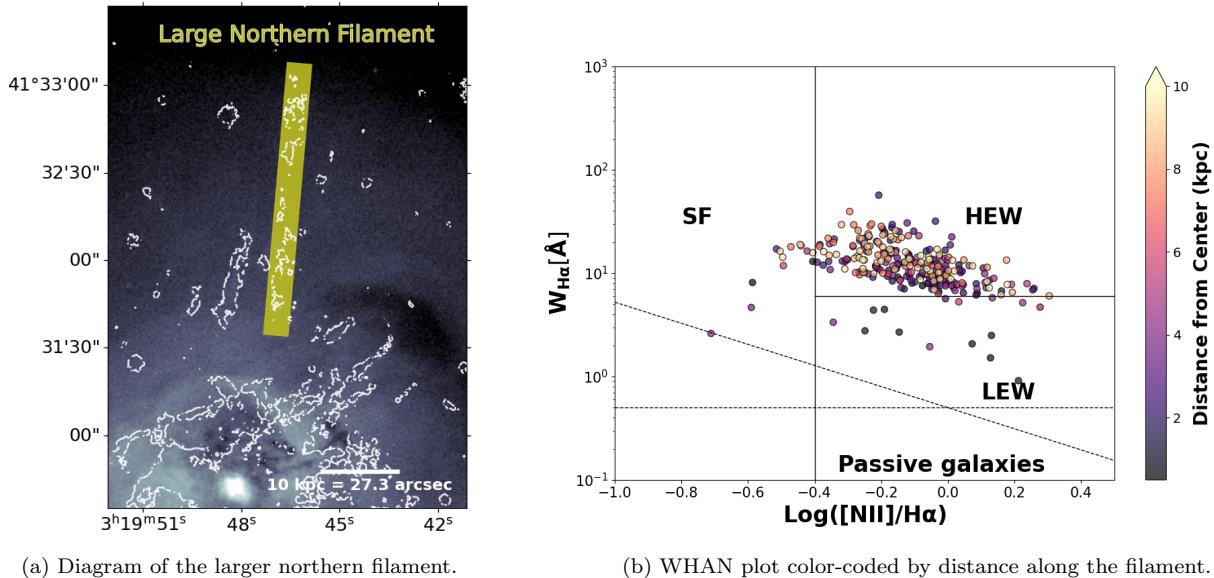 Large Northern Filament
41°33'00"
32'30"
00"
31'30"
00"
10 kpc = 27.3 arcsec
3ʰ19ᵐ51ˢ 48ˢ 45ˢ 42ˢ
(a) Diagram of the larger northern filament.
10³
10²
10¹
10⁰
10⁻¹
W_Hα[Å]
SF
HEW
LEW
Passive galaxies
−1.0 −0.8 −0.6 −0.4 −0.2 0.0 0.2 0.4
Log([NII]/Hα)
10
8
6
4
2
Distance from Center (kpc)
(b) WHAN plot color-coded by distance along the filament.